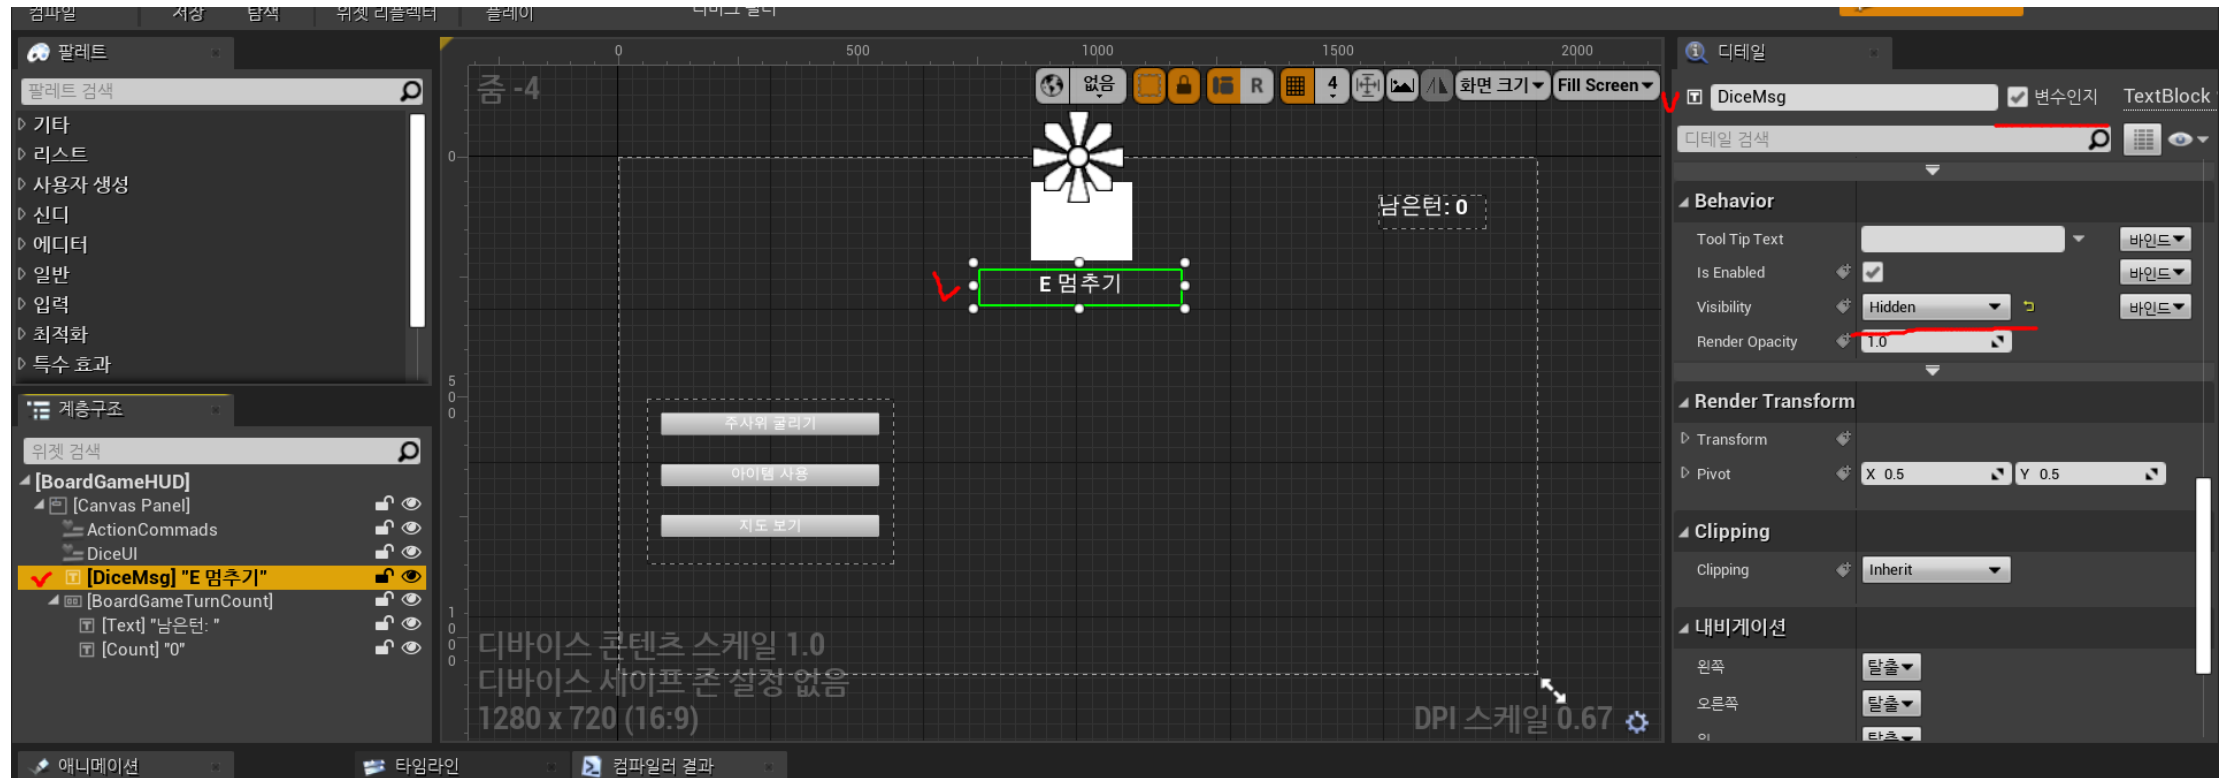 컴파일 저장 탐색 위젯 리플렉터 플레이
팔레트
팔레트 검색
기타
리스트
사용자 생성
신디
에디터
일반
입력
최적화
특수 효과
계층구조
위젯 검색
[BoardGameHUD]
[Canvas Panel]
ActionCommads
DiceUI
[DiceMsg] "E 멈추기"
[BoardGameTurnCount]
[Text] "남은턴: "
[Count] "0"
0 500 1000 1500 2000
줌 -4
없음 R 4 화면 크기 Fill Screen
0
남은턴: 0
E 멈추기
5
0
0
주사위 굴리기
아이템 사용
지도 보기
1
0
0
0
디바이스 콘텐츠 스케일 1.0
디바이스 세이프 존 설정 없음
1280 x 720 (16:9)
DPI 스케일 0.67
디테일
DiceMsg 변수인지 TextBlock
디테일 검색
Behavior
Tool Tip Text 바인드
Is Enabled 바인드
Visibility Hidden 바인드
Render Opacity 1.0
Render Transform
Transform
Pivot X 0.5 Y 0.5
Clipping
Clipping Inherit
내비게이션
왼쪽 탈출
오른쪽 탈출
애니메이션 타임라인 컴파일러 결과